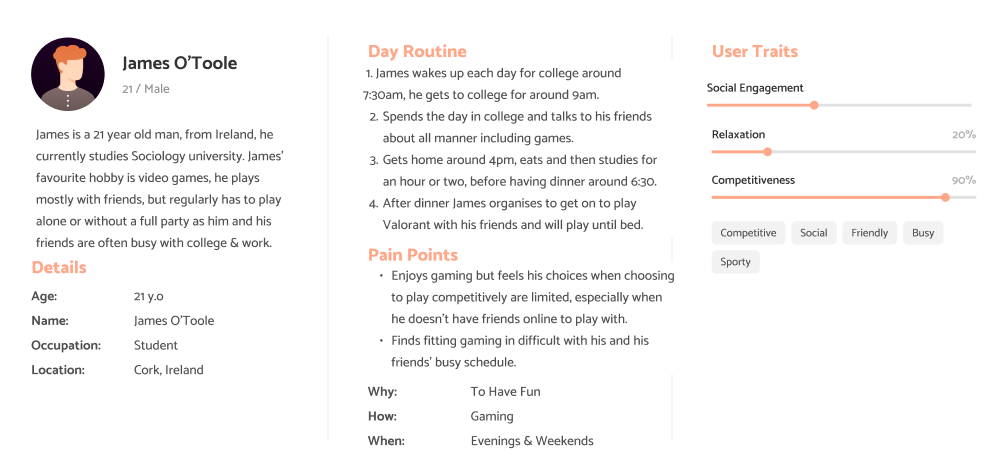 James O'Toole
21 / Male
James is a 21 year old man, from Ireland, he
currently studies Sociology university. James'
favourite hobby is video games, he plays
mostly with friends, but regularly has to play
alone or without a full party as him and his
friends are often busy with college & work.
Details
Age: 21 y.o
Name: James O'Toole
Occupation: Student
Location: Cork, Ireland
Day Routine
1. James wakes up each day for college around
7:30am, he gets to college for around 9am.
2. Spends the day in college and talks to his friends
about all manner including games.
3. Gets home around 4pm, eats and then studies for
an hour or two, before having dinner around 6:30.
4. After dinner James organises to get on to play
Valorant with his friends and will play until bed.
Pain Points
• Enjoys gaming but feels his choices when choosing
to play competitively are limited, especially when
he doesn't have friends online to play with.
• Finds fitting gaming in difficult with his and his
friends' busy schedule.
Why: To Have Fun
How: Gaming
When: Evenings & Weekends
User Traits
Social Engagement
Relaxation 20%
Competitiveness 90%
Competitive Social Friendly Busy
Sporty